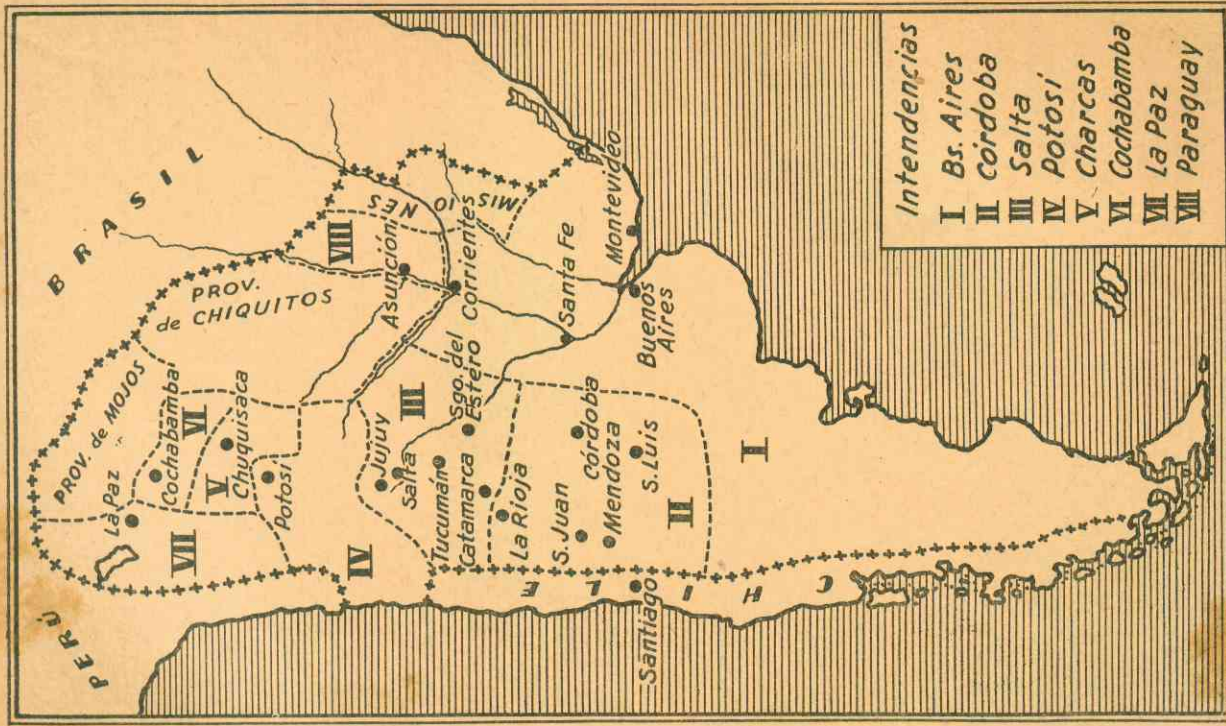 PERÚ
BRASIL
PROV. de MOJOS
PROV.
de CHIQUITOS
La Paz
VII
Cochabamba
VI
V
Chuquisaca
Potosí
IV
VIII
Asunción
MISIO
NES
Corrientes
Jujuy
Salta
III
Tucumán
Sgo. del
Estero
Catamarca
La Rioja
Santa Fe
S. Juan
Córdoba
Mendoza
S. Luis
II
Montevideo
Buenos
Aires
Santiago
CHILE
I
Intendencias
I Bs. Aires
II Córdoba
III Salta
IV Potosí
V Charcas
VI Cochabamba
VII La Paz
VIII Paraguay